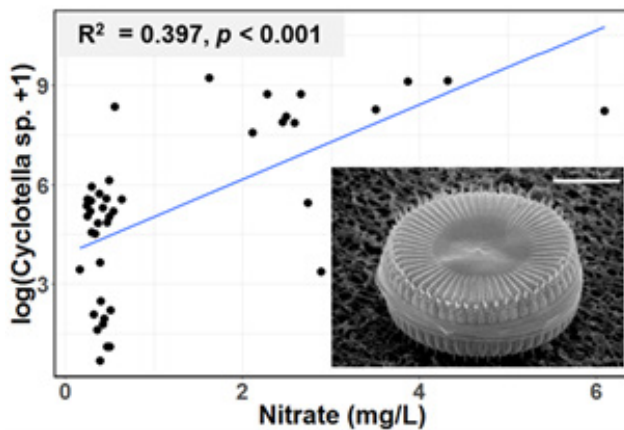 R² = 0.397, p < 0.001
log(Cyclotella sp. +1)
9
6
3
0
2
4
6
Nitrate (mg/L)